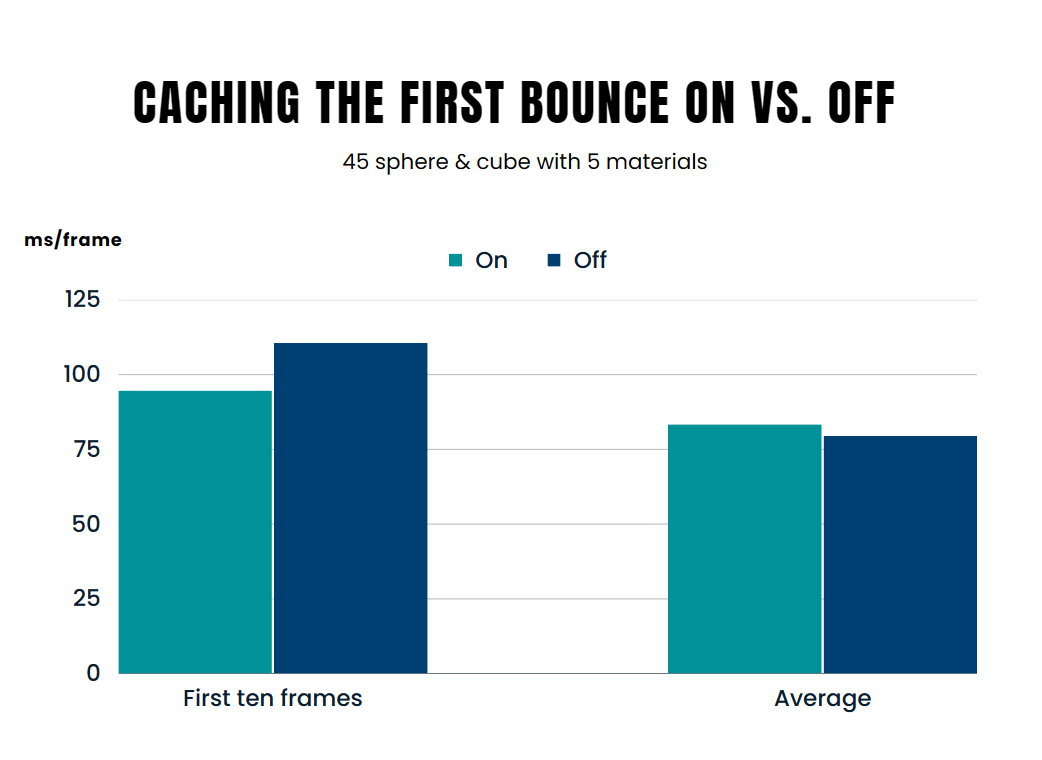 CACHING THE FIRST BOUNCE ON VS. OFF
45 sphere & cube with 5 materials
ms/frame
On Off
125
100
75
50
25
0
First ten frames Average